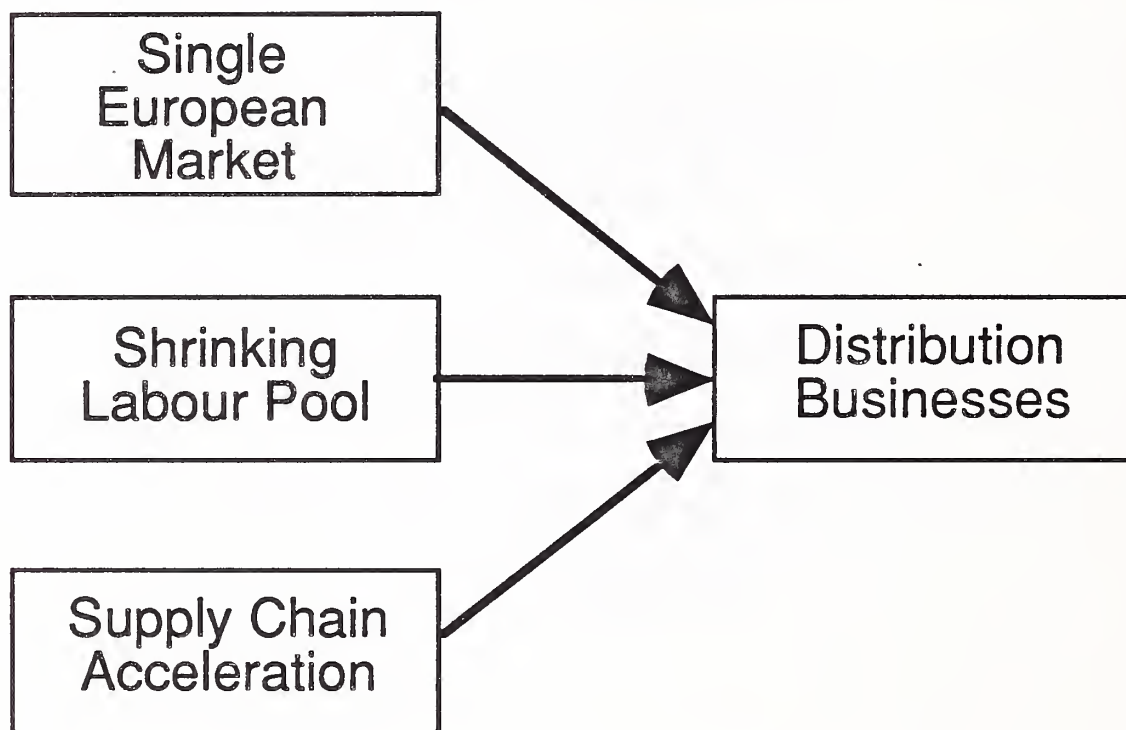 Single
European
Market
Shrinking
Labour Pool
Distribution
Businesses
Supply Chain
Acceleration